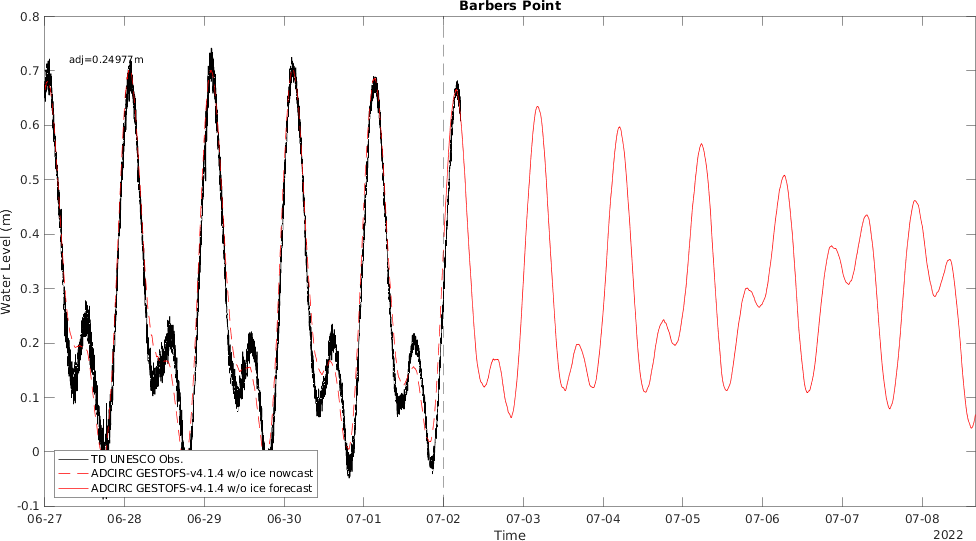 Barbers Point
adj=0.24977m
0.8
0.7
0.6
0.5
0.4
0.3
0.2
0.1
0
-0.1
Water Level (m)
TD UNESCO Obs.
ADCIRC GESTOFS-v4.1.4 w/o ice nowcast
ADCIRC GESTOFS-v4.1.4 w/o ice forecast
06-27 06-28 06-29 06-30 07-01 07-02 07-03 07-04 07-05 07-06 07-07 07-08
Time
2022